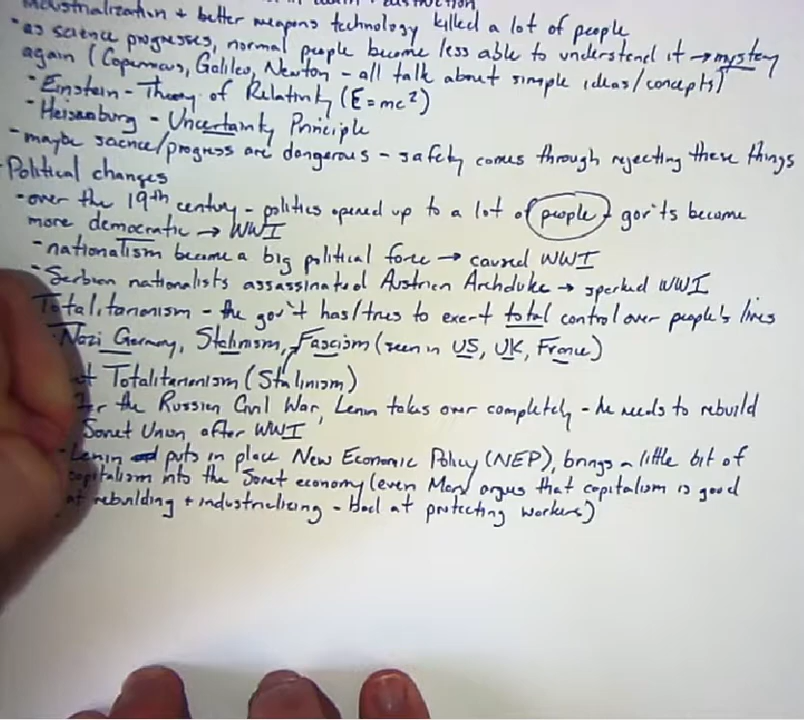 Industrialization + better weapons technology killed a lot of people
- as science progresses, normal people become less able to understand it → mystery
again (Copernicus, Galileo, Newton - all talk about simple ideas/concepts)
- Einstein - Theory of Relativity (E=mc²)
- Heisenburg - Uncertainty Principle
- maybe science/progress are dangerous - safety comes through rejecting these things
- Political changes
- over the 19th century - politics opened up to a lot of people + gov'ts become
more democratic → WWI
- nationalism became a big political force → caused WWI
- Serbian nationalists assassinated Austrian Archduke → sparked WWI
Totalitarianism - the gov't has/tries to exert total control over people's lives
Nazi Germany, Stalinism, Fascism (seen in US, UK, France)
Totalitarianism (Stalinism)
the Russian Civil War, Lenin takes over completely - he needs to rebuild
Soviet Union after WWI
- Lenin puts in place New Economic Policy (NEP), brings a little bit of
capitalism into the Soviet economy (even Marx argues that capitalism is good
at rebuilding + industrializing - bad at protecting workers)